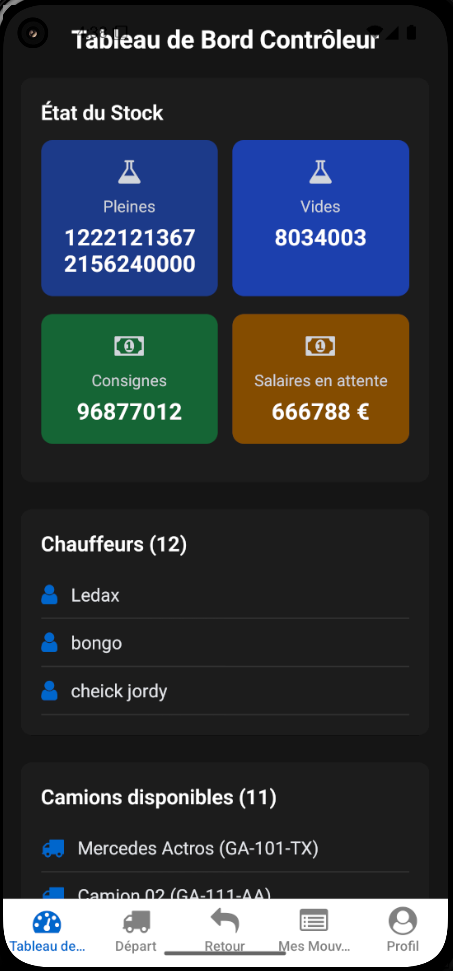 Tableau de Bord Contrôleur
État du Stock
Pleines
1222121367
2156240000
Vides
8034003
Consignes
96877012
Salaires en attente
666788 €
Chauffeurs (12)
Ledax
bongo
cheick jordy
Camions disponibles (11)
Mercedes Actros (GA-101-TX)
Camion 02 (GA-111-AA)
Tableau de...
Départ
Retour
Mes Mouv...
Profil